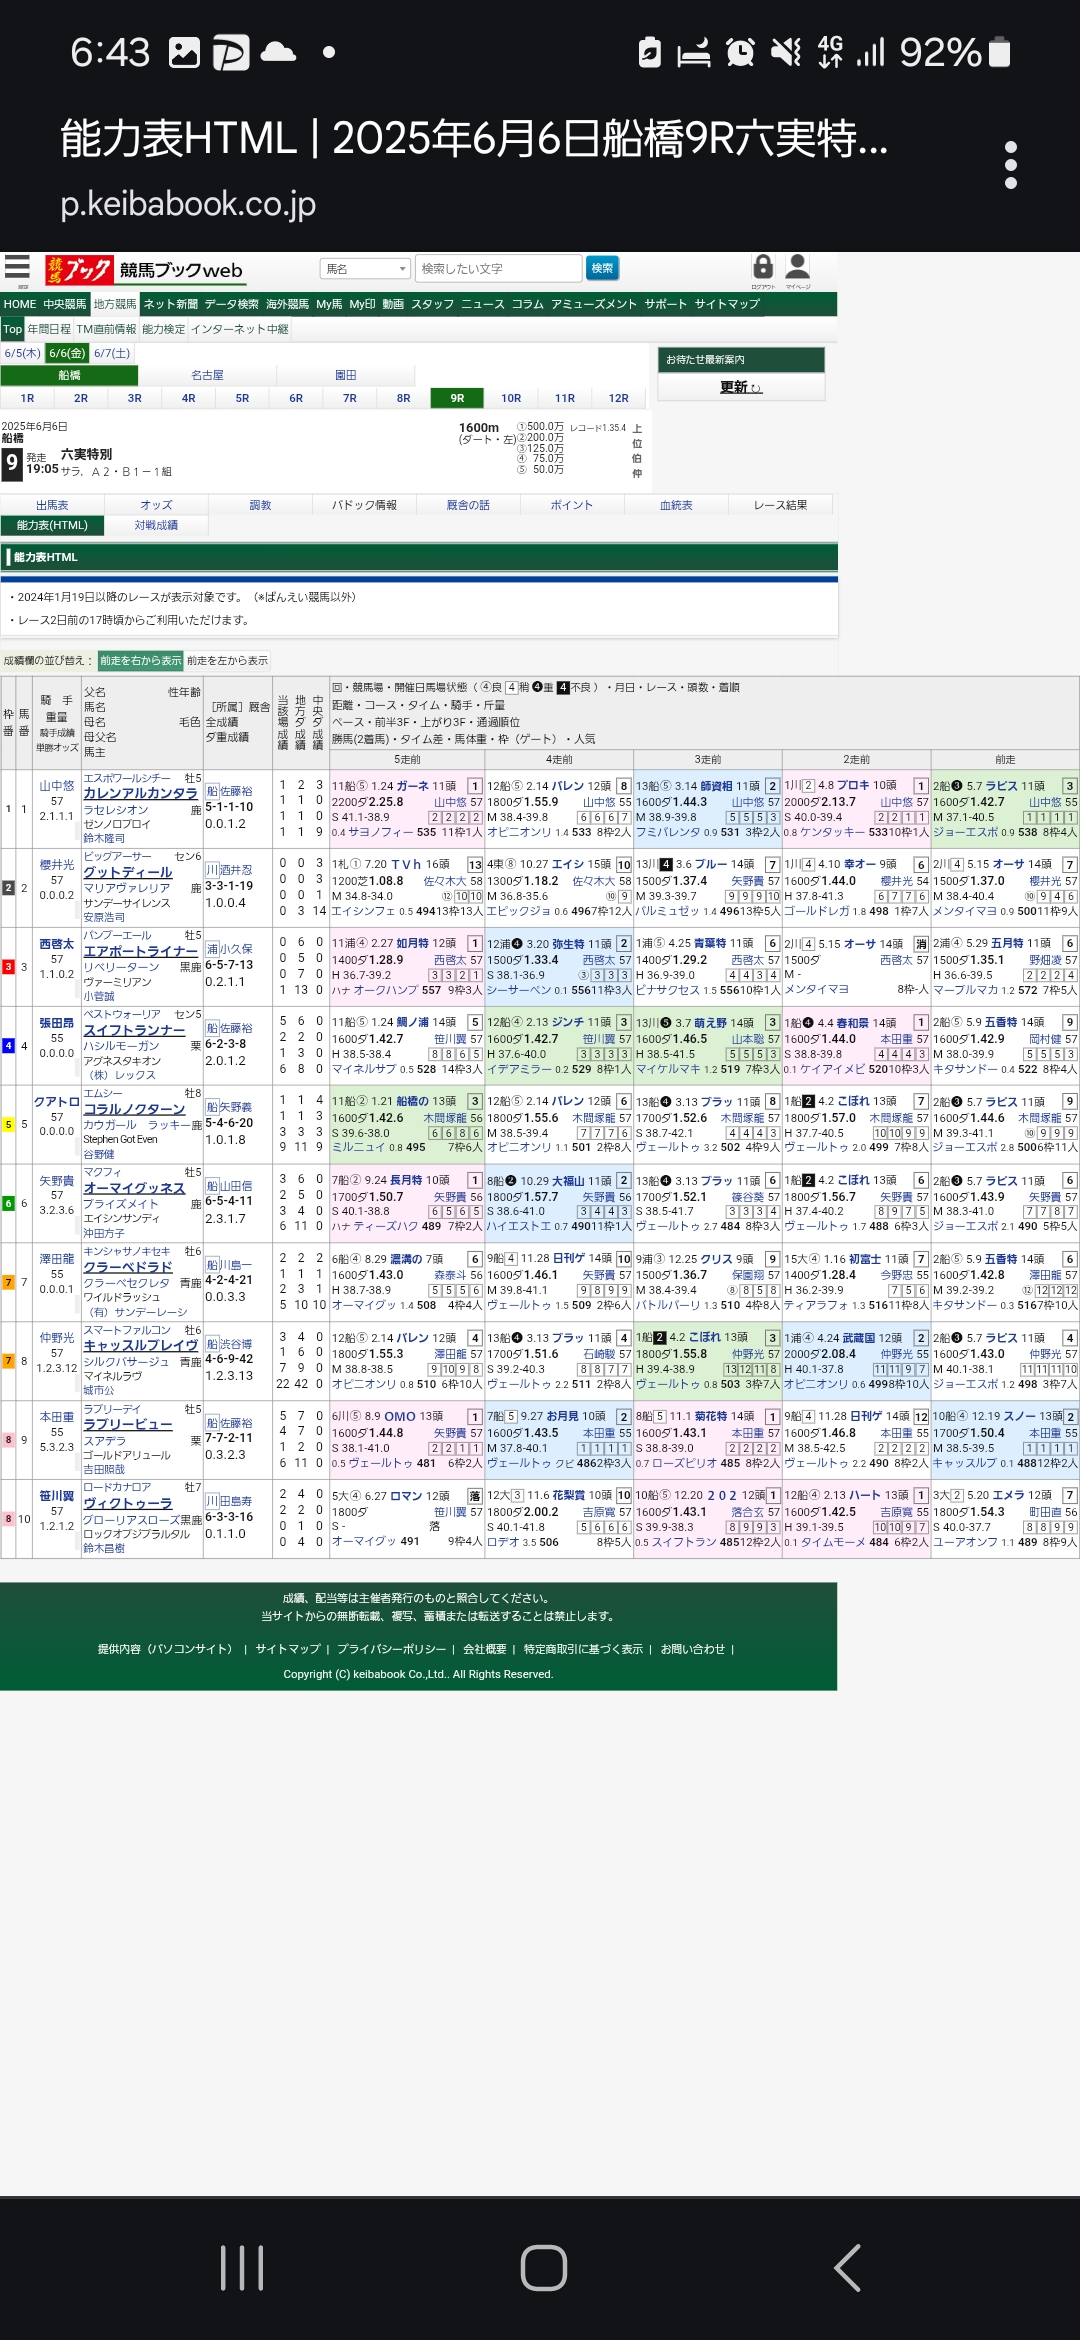 6:43
4G
92%
能力表HTML | 2025年6月6日船橋9R六実特...
p.keibabook.co.jp
競馬ブック 競馬ブックweb
馬名
検索したい文字
検索
ログアウト
マイページ
HOME 中央競馬 地方競馬 ネット新聞 データ検索 海外競馬 My馬 My印 動画 スタッフ ニュース コラム アミューズメント サポート サイトマップ
Top 年間日程 TM直前情報 能力検定 インターネット中継
6/5(木) 6/6(金) 6/7(土)
お待たせ最新案内
船橋 名古屋 園田
更新
1R 2R 3R 4R 5R 6R 7R 8R 9R 10R 11R 12R
2025年6月6日
船橋
9 発走 19:05
六実特別
サラ. A2・B1-1組
1600m
(ダート・左)
①500.0万
②200.0万
③125.0万
④ 75.0万
⑤ 50.0万
レコード1.35.4
上位伯仲
出馬表 オッズ 調教 パドック情報 厩舎の話 ポイント 血統表 レース結果
能力表(HTML) 対戦成績
能力表HTML
・2024年1月19日以降のレースが表示対象です。(※ばんえい競馬以外)
・レース2日前の17時頃からご利用いただけます。
成績欄の並び替え: 前走を右から表示 前走を左から表示
枠番 馬番
騎手 重量 騎手成績 単勝オッズ
父名 性年齢
馬名
母名 毛色
母父名
馬主
[所属]厩舎
全成績
ダ重成績
当該場成績 地方ダ成績 中央ダ成績
回・競馬場・開催日馬場状態(④良 4稍 ❹重 4不良)・月日・レース・頭数・着順
距離・コース・タイム・騎手・斤量
ペース・前半3F・上がり3F・通過順位
勝馬(2着馬)・タイム差・馬体重・枠(ゲート)・人気
5走前 4走前 3走前 2走前 前走
1 1 山中悠 57 2.1.1.1
エスポワールシチー 牡5
カレンアルカンタラ
ラセレシオン 鹿
ゼンノロブロイ
鈴木隆司
船佐藤裕
5-1-1-10
0.0.1.2
1 2 3
1 1 0
1 1 0
1 1 9
11船⑤ 1.24 ガーネ 11頭 1
2200ダ2.25.8 山中悠 57
S 41.1-38.9 2 2 2 2
0.4 サヨノフィー 535 11枠1人
12船⑤ 2.14 バレン 12頭 8
1800ダ1.55.9 山中悠 55
M 38.4-39.8 6 6 6 7
オピニオンリ 1.4 533 8枠2人
13船⑤ 3.14 師資相 11頭 2
1600ダ1.44.3 山中悠 57
M 38.9-39.8 5 5 5 3
フミバレンタ 0.9 531 3枠2人
1川2 4.8 ブロキ 10頭 1
2000ダ2.13.7 山中悠 57
S 40.0-39.4 2 2 1 1
0.8 ケンタッキー 533 10枠1人
2船❸ 5.7 ラピス 11頭 3
1600ダ1.42.7 山中悠 55
M 37.1-40.5 1 1 1 1
ジョーエスポ 0.9 538 8枠4人
2 2 櫻井光 57 0.0.0.2
ビッグアーサー セン6
グットディール
マリアヴァレリア 鹿
サンデーサイレンス
安原浩司
川酒井忍
3-3-1-19
1.0.0.4
0 0 3
0 0 3
0 0 1
0 3 14
1札① 7.20 TVh 16頭 13
1200芝1.08.8 佐々木大 58
M 34.8-34.0 ⑫ 10 10
エイシンフェ 0.5 494 13枠13人
4東⑧ 10.27 エイシ 15頭 10
1300ダ1.18.2 佐々木大 58
M 36.8-35.6 ⑩ 9
エピックジョ 0.6 496 7枠12人
13川4 3.6 ブルー 14頭 7
1500ダ1.37.4 矢野貴 57
M 39.3-39.7 9 9 9 10
バルミュゼッ 1.4 496 13枠5人
1川4 4.10 幸オー 9頭 6
1600ダ1.44.0 櫻井光 54
H 37.8-41.3 6 7 7 6
ゴールドレガ 1.8 498 1枠7人
2川4 5.15 オーサ 14頭 7
1500ダ1.37.0 櫻井光 57
M 38.4-40.4 ⑩ 9 4 6
メンタイマヨ 0.9 500 11枠9人
3 3 西啓太 57 1.1.0.2
バンブーエール 牡5
エアポートライナー
リベリーターン 黒鹿
ヴァーミリアン
小菅誠
浦小久保
6-5-7-13
0.2.1.1
0 6 0
0 5 0
0 7 0
1 13 0
11浦④ 2.27 如月特 12頭 1
1400ダ1.28.9 西啓太 57
H 36.7-39.2 3 3 2 1
ハナ オークハンプ 557 9枠3人
12浦❹ 3.20 弥生特 11頭 2
1500ダ1.33.4 西啓太 57
S 38.1-36.9 ③ 3 3 3
シーサーペン 0.1 556 11枠3人
1浦⑤ 4.25 青葉特 11頭 6
1400ダ1.29.2 西啓太 57
H 36.9-39.0 4 4 3 4
ビナサクセス 1.5 556 10枠1人
2川4 5.15 オーサ 14頭 消
1500ダ 西啓太 57
M -
メンタイマヨ 8枠-人
2浦④ 5.29 五月特 11頭 6
1500ダ1.35.1 野畑凌 57
H 36.6-39.5 2 2 2 4
マーブルマカ 1.2 572 7枠5人
4 4 張田昂 55 0.0.0.0
ベストウォーリア セン5
スイフトランナー
ハシルモーガン 栗
アグネスタキオン
(株)レックス
船佐藤裕
6-2-3-8
2.0.1.2
5 6 0
2 2 0
1 3 0
6 8 0
11船⑤ 1.24 鯛ノ浦 14頭 5
1600ダ1.42.7 笹川翼 57
H 38.5-38.4 8 8 6 5
マイネルサブ 0.5 528 14枠3人
12船④ 2.13 ジンチ 11頭 3
1600ダ1.42.7 笹川翼 57
H 37.6-40.0 3 3 3 3
イデアミラー 0.2 529 8枠1人
13川❺ 3.7 萌え野 14頭 3
1600ダ1.46.5 山本聡 57
H 38.5-41.5 5 5 5 3
マイケルマキ 1.2 519 7枠3人
1船❹ 4.4 春和景 14頭 1
1600ダ1.44.0 本田重 57
S 38.8-39.8 4 4 4 3
0.1 ケイアイメビ 520 10枠3人
2船⑤ 5.9 五香特 14頭 9
1600ダ1.42.9 岡村健 57
M 38.0-39.9 5 5 5 3
キタサンドー 0.4 522 8枠4人
5 5 クアトロ 57 0.0.0.0
エムシー 牡8
コラルノクターン
カウガール ラッキー 鹿
Stephen Got Even
谷野健
船矢野義
5-4-6-20
1.0.1.8
1 1 4
1 1 3
3 3 3
9 11 9
11船② 1.21 船橋の 13頭 3
1600ダ1.42.6 木間塚龍 56
S 39.6-38.0 6 6 8 6
ミルニュイ 0.8 495 7枠6人
12船⑤ 2.14 バレン 12頭 6
1800ダ1.55.6 木間塚龍 57
M 38.5-39.4 7 7 7 6
オピニオンリ 1.1 501 2枠8人
13船❹ 3.13 ブラッ 11頭 8
1700ダ1.52.6 木間塚龍 57
S 38.7-42.1 4 4 4 3
ヴェールトゥ 3.2 502 4枠9人
1船2 4.2 こぼれ 13頭 7
1800ダ1.57.0 木間塚龍 57
H 37.7-40.5 10 10 9 9
ヴェールトゥ 2.0 499 7枠8人
2船❸ 5.7 ラピス 11頭 9
1600ダ1.44.6 木間塚龍 57
M 39.3-41.1 ⑩ 9 9 9
ジョーエスポ 2.8 500 6枠11人
6 6 矢野貴 57 3.2.3.6
マクフィ 牡5
オーマイグッネス
プライズメイト 鹿
エイシンサンディ
沖田方子
船山田信
6-5-4-11
2.3.1.7
3 6 0
2 5 0
3 4 0
6 11 0
7船② 9.24 長月特 10頭 1
1700ダ1.50.7 矢野貴 56
S 40.1-38.8 6 5 6 5
ハナ ティーズハク 489 7枠2人
8船❷ 10.29 大福山 11頭 2
1800ダ1.57.7 矢野貴 56
S 38.6-41.0 3 4 4 3
ハイエストエ 0.7 490 11枠1人
13船❹ 3.13 ブラッ 11頭 6
1700ダ1.52.1 篠谷葵 57
S 38.5-41.7 3 3 3 4
ヴェールトゥ 2.7 484 8枠3人
1船2 4.2 こぼれ 13頭 6
1800ダ1.56.7 矢野貴 57
H 37.4-40.2 8 9 7 5
ヴェールトゥ 1.7 488 6枠3人
2船❸ 5.7 ラピス 11頭 5
1600ダ1.43.9 矢野貴 57
M 38.3-41.0 7 7 8 7
ジョーエスポ 2.1 490 5枠5人
7 7 澤田龍 55 0.0.0.1
キンシャサノキセキ 牡6
クラーベドラド
クラーベセクレタ 青鹿
ワイルドラッシュ
(有)サンデーレーシ
船川島一
4-2-4-21
0.0.3.3
2 2 2
1 1 1
2 3 1
5 10 10
6船④ 8.29 澪溝の 7頭 6
1600ダ1.43.0 森泰斗 56
H 38.7-38.9 5 5 5 6
オーマイグッ 1.4 508 4枠4人
9船4 11.28 日刊ゲ 14頭 10
1600ダ1.46.1 矢野貴 57
M 39.8-41.1 9 8 9 9
ヴェールトゥ 1.5 509 2枠6人
9浦③ 12.25 クリス 9頭 9
1500ダ1.36.7 保園翔 57
M 38.4-39.4 ⑧ 8 5 8
バトルバーリ 1.3 510 4枠8人
15大④ 1.16 初富士 11頭 7
1400ダ1.28.4 今野忠 55
H 36.2-39.9 7 5 6
ティアラフォ 1.3 516 11枠8人
2船⑤ 5.9 五香特 14頭 6
1600ダ1.42.8 澤田龍 57
M 39.2-39.2 ⑫ 12 12 12
キタサンドー 0.3 516 7枠10人
7 8 仲野光 57 1.2.3.12
スマートファルコン 牡6
キャッスルブレイヴ
シルクパサージュ 青鹿
マイネルラヴ
城市公
船渋谷博
4-6-9-42
1.2.3.13
3 4 0
1 6 0
7 9 0
22 42 0
12船⑤ 2.14 バレン 12頭 4
1800ダ1.55.3 澤田龍 57
M 38.8-38.5 9 10 9 8
オピニオンリ 0.8 510 6枠10人
13船❹ 3.13 ブラッ 11頭 4
1700ダ1.51.6 石崎駿 57
S 39.2-40.3 8 8 7 7
ヴェールトゥ 2.2 511 2枠8人
1船2 4.2 こぼれ 13頭 3
1800ダ1.55.8 仲野光 57
H 39.4-38.9 13 12 11 8
ヴェールトゥ 0.8 503 3枠7人
1浦④ 4.24 武蔵国 12頭 2
2000ダ2.08.4 仲野光 55
H 40.1-37.8 11 11 9 7
オピニオンリ 0.6 499 8枠10人
2船❸ 5.7 ラピス 11頭 4
1600ダ1.43.0 仲野光 57
M 40.1-38.1 11 11 11 10
ジョーエスポ 1.2 498 3枠7人
8 9 本田重 55 5.3.2.3
ラブリーデイ 牡5
ラブリービュー
スアデラ 栗
ゴールドアリュール
吉田照哉
船佐藤裕
7-7-2-11
0.3.2.3
5 7 0
4 7 0
1 2 0
6 11 0
6川⑤ 8.9 OMO 13頭 1
1600ダ1.44.8 矢野貴 57
S 38.1-41.0 2 2 1 1
0.5 ヴェールトゥ 481 6枠2人
7船5 9.27 お月見 10頭 2
1600ダ1.43.5 本田重 55
M 37.8-40.1 1 1 1 1
ヴェールトゥ クビ 486 2枠3人
8船5 11.1 菊花特 14頭 1
1600ダ1.43.1 本田重 57
S 38.8-39.0 2 2 2 2
0.7 ローズピリオ 485 8枠2人
9船4 11.28 日刊ゲ 14頭 12
1600ダ1.46.8 本田重 55
M 38.5-42.5 2 2 2 2
ヴェールトゥ 2.2 490 8枠2人
10船④ 12.19 スノー 13頭 2
1700ダ1.50.4 本田重 55
M 38.5-39.5 1 1 1 1
キャッスルブ 0.1 488 12枠2人
8 10 笹川翼 57 1.2.1.2
ロードカナロア 牡7
ヴィクトゥーラ
グローリアスローズ 黒鹿
ロックオブジブラルタル
鈴木昌樹
川田島寿
6-3-3-16
0.1.1.0
2 4 0
2 2 0
0 1 0
0 4 0
5大④ 6.27 ロマン 12頭 落
1800ダ 笹川翼 57
S - 落
オーマイグッ 491 9枠4人
12大3 11.6 花梨賞 10頭 10
1800ダ2.00.2 吉原寛 57
S 40.1-41.8 5 6 6 6
ロデオ 3.5 506 8枠5人
10船⑤ 12.20 202 12頭 1
1600ダ1.43.1 落合玄 57
S 39.9-38.3 8 9 9 3
0.5 スイフトラン 485 12枠2人
12船④ 2.13 ハート 13頭 1
1600ダ1.42.5 吉原寛 55
H 39.1-39.5 10 10 9 7
0.1 タイムモーメ 484 6枠2人
3大2 5.20 エメラ 12頭 7
1800ダ1.54.3 町田直 56
S 40.0-37.7 8 8 9 9
ユーアオンフ 1.1 489 8枠9人
成績、配当等は主催者発行のものと照合してください。
当サイトからの無断転載、複写、蓄積または転送することは禁止します。
提供内容(パソコンサイト) | サイトマップ | プライバシーポリシー | 会社概要 | 特定商取引に基づく表示 | お問い合わせ |
Copyright (C) keibabook Co.,Ltd.. All Rights Reserved.